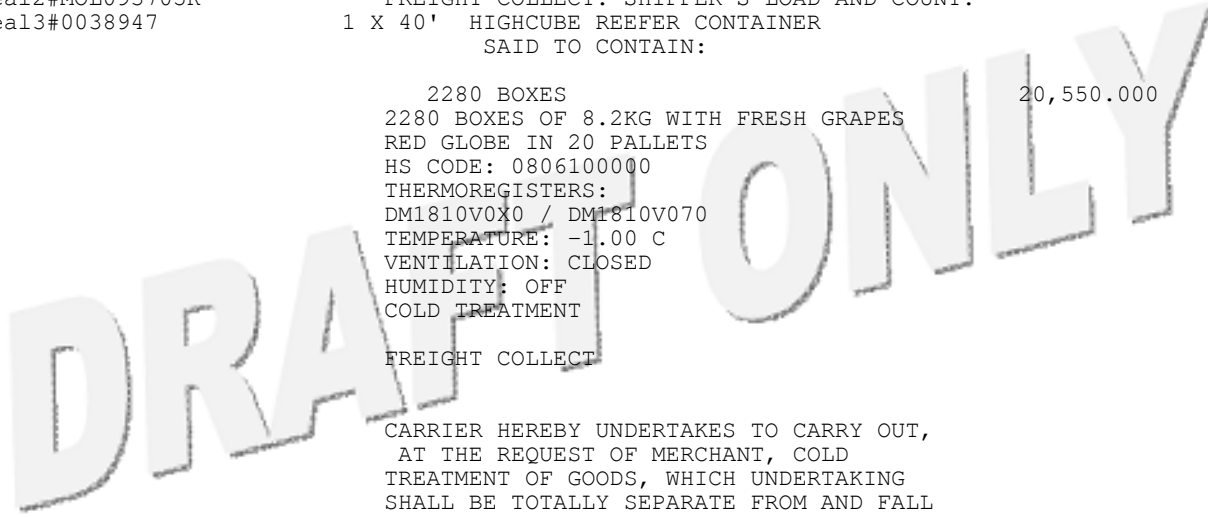 FREIGHT COLLECT. SHIPPER'S LOAD AND COUNT.
eal3#0038947 1 X 40' HIGHCUBE REEFER CONTAINER
SAID TO CONTAIN:
2280 BOXES 20,550.000
2280 BOXES OF 8.2KG WITH FRESH GRAPES
RED GLOBE IN 20 PALLETS
HS CODE: 0806100000
THERMOREGISTERS:
DM1810V0X0 / DM1810V070
TEMPERATURE: -1.00 C
VENTILATION: CLOSED
HUMIDITY: OFF
COLD TREATMENT
FREIGHT COLLECT
CARRIER HEREBY UNDERTAKES TO CARRY OUT,
AT THE REQUEST OF MERCHANT, COLD
TREATMENT OF GOODS, WHICH UNDERTAKING
SHALL BE TOTALLY SEPARATE FROM AND FALL
DRAFT ONLY